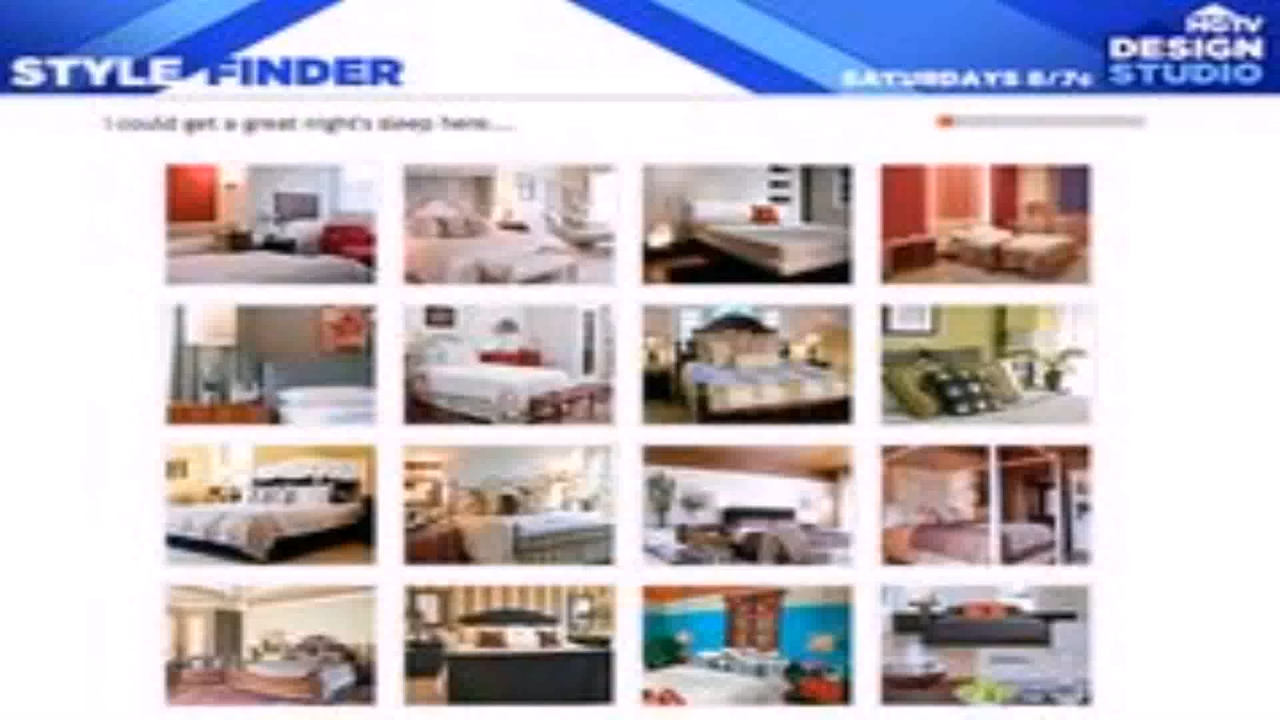 HGTV
STYLE FINDER
DESIGN
SATURDAYS 8/7c
STUDIO
I could get a great night's sleep here....